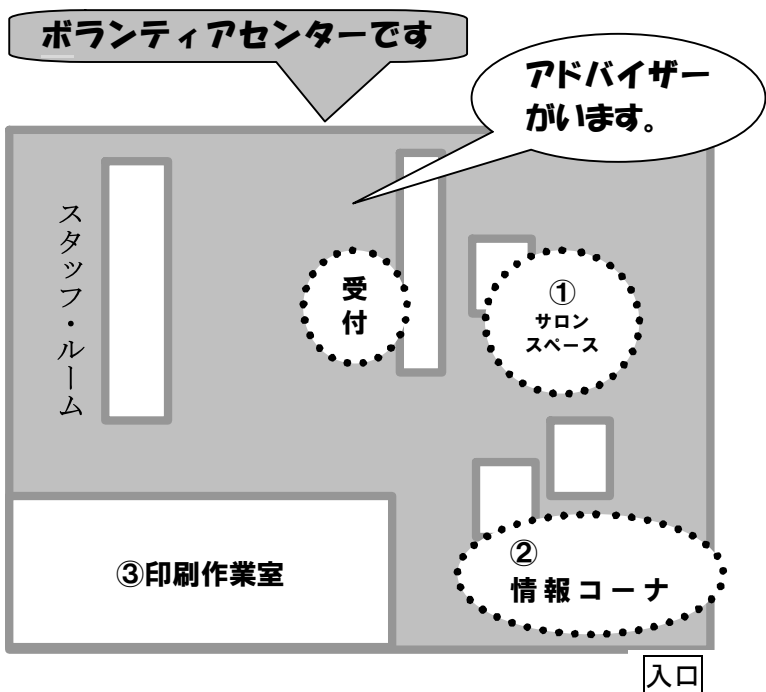 ボランティアセンターです
アドバイザー
がいます。
スタッフ・ルーム
受
付
①
サロン
スペース
③印刷作業室
②
情報コーナ
入口